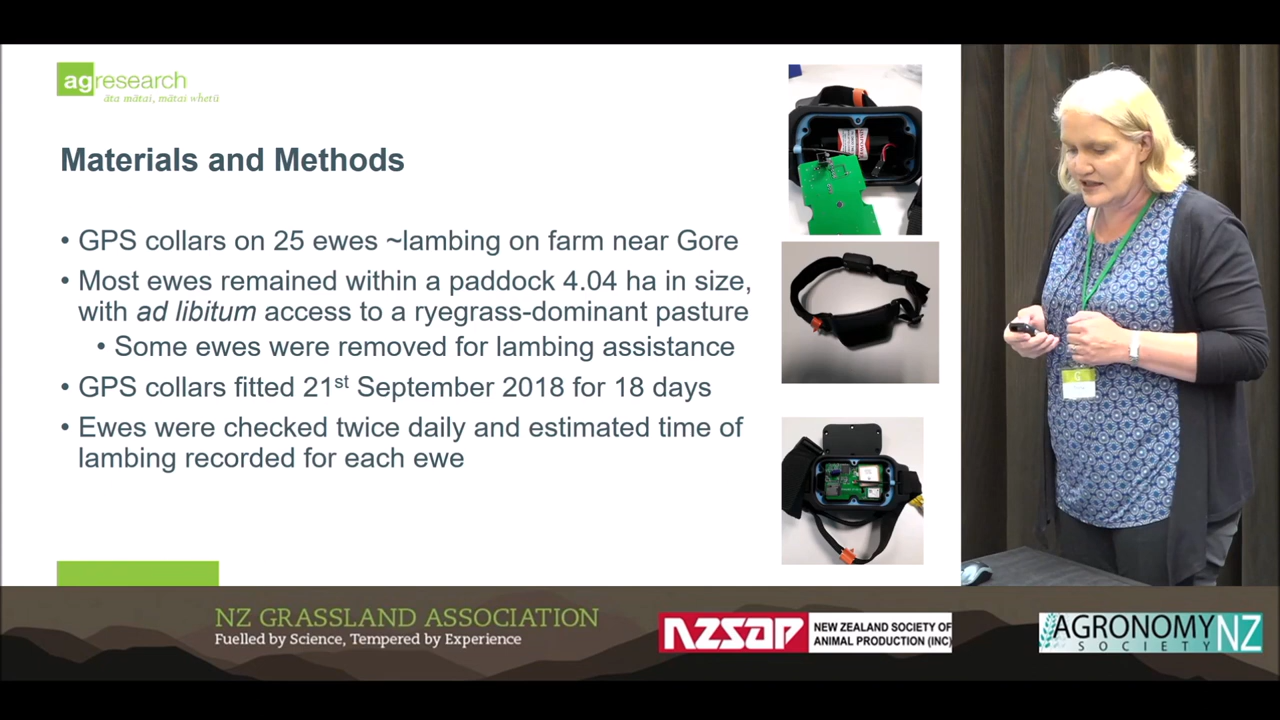 agresearch
āta mātai, mātai whetū
Materials and Methods
• GPS collars on 25 ewes ~lambing on farm near Gore
• Most ewes remained within a paddock 4.04 ha in size,
with ad libitum access to a ryegrass-dominant pasture
• Some ewes were removed for lambing assistance
• GPS collars fitted 21st September 2018 for 18 days
• Ewes were checked twice daily and estimated time of
lambing recorded for each ewe
NZ GRASSLAND ASSOCIATION
Fuelled by Science, Tempered by Experience
NZSAP
NEW ZEALAND SOCIETY OF
ANIMAL PRODUCTION (INC)
AGRONOMY NZ
SOCIETY